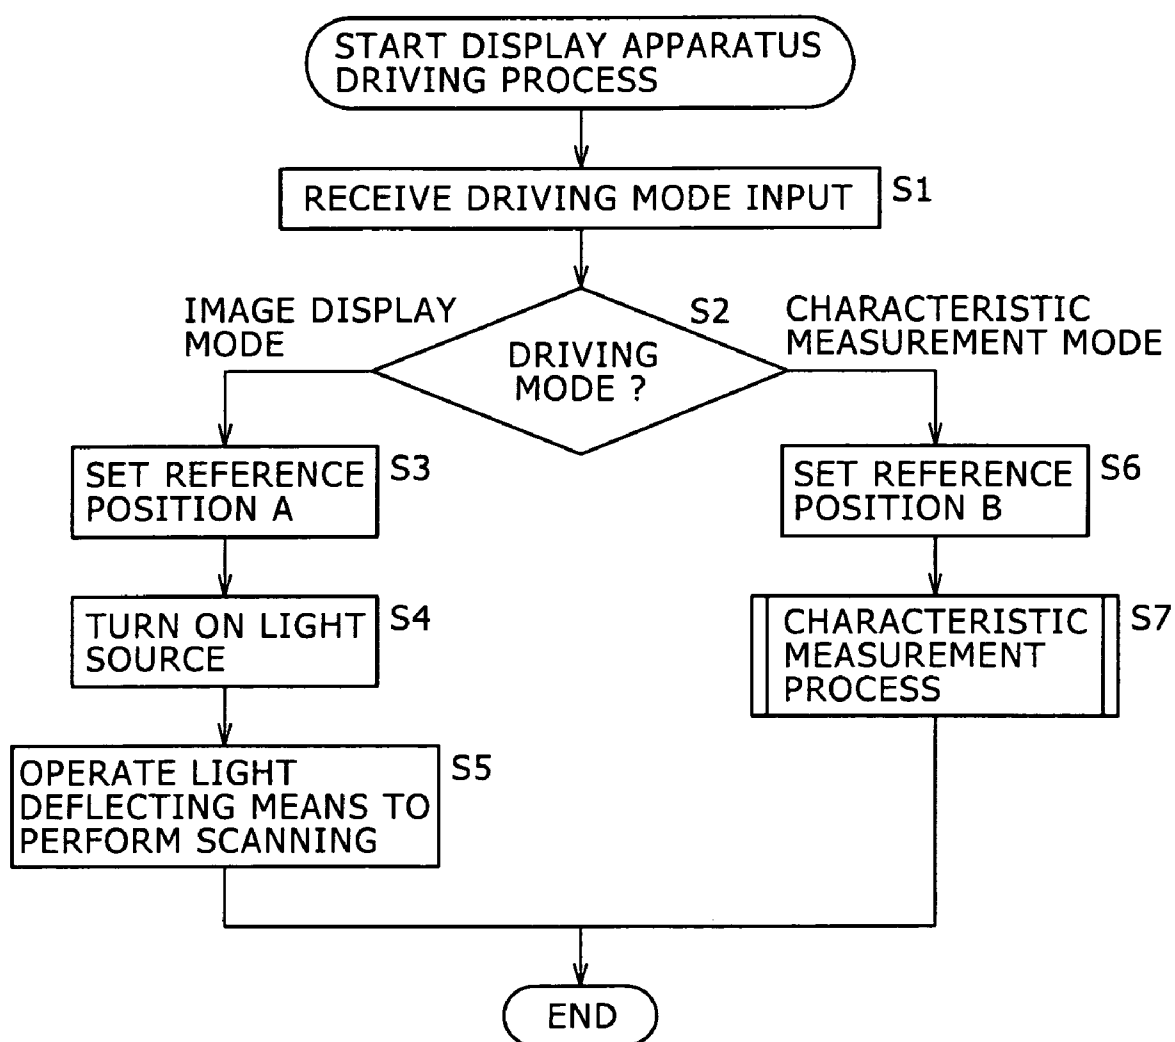 START DISPLAY APPARATUS
DRIVING PROCESS
RECEIVE DRIVING MODE INPUT
S1
IMAGE DISPLAY
MODE
S2
DRIVING
MODE ?
CHARACTERISTIC
MEASUREMENT MODE
SET REFERENCE
POSITION A
S3
TURN ON LIGHT
SOURCE
S4
OPERATE LIGHT
DEFLECTING MEANS TO
PERFORM SCANNING
S5
SET REFERENCE
POSITION B
S6
CHARACTERISTIC
MEASUREMENT
PROCESS
S7
END